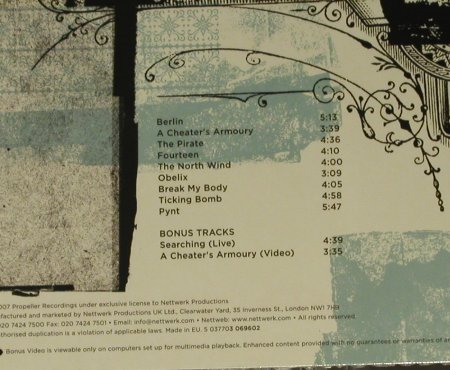 Berlin 5:13
A Cheater's Armoury 3:39
The Pirate 4:36
Fourteen 4:10
The North Wind 4:00
Obelix 3:09
Break My Body 4:05
Ticking Bomb 4:58
Pynt 5:47
BONUS TRACKS
Searching (Live) 4:39
A Cheater's Armoury (Video) 3:35
007 Propeller Recordings under exclusive license to Nettwerk Productions
factured and marketed by Nettwerk Productions UK Ltd., Clearwater Yard, 35 Inverness St., London NW1 7HB
020 7424 7500 Fax: 020 7424 7501 • Email: info@nettwerk.com • Nettweb: www.nettwerk.com • All rights reserved.
uthorised duplication is a violation of applicable laws. Made in EU. 5 037703 069602
Bonus Video is viewable only on computers set up for multimedia playback. Enhanced content provided with no guarantees or warranties of